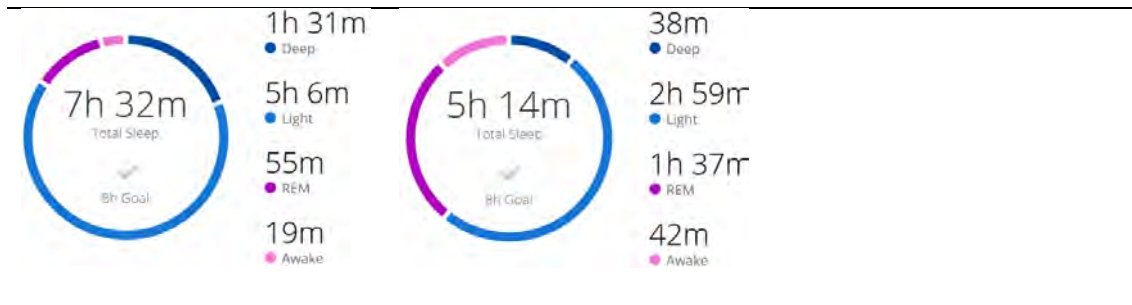 7h 32m
Total Sleep
8h Goal
1h 31m
Deep
5h 6m
Light
55m
REM
19m
Awake
5h 14m
Total Sleep
8h Goal
38m
Deep
2h 59m
Light
1h 37m
REM
42m
Awake